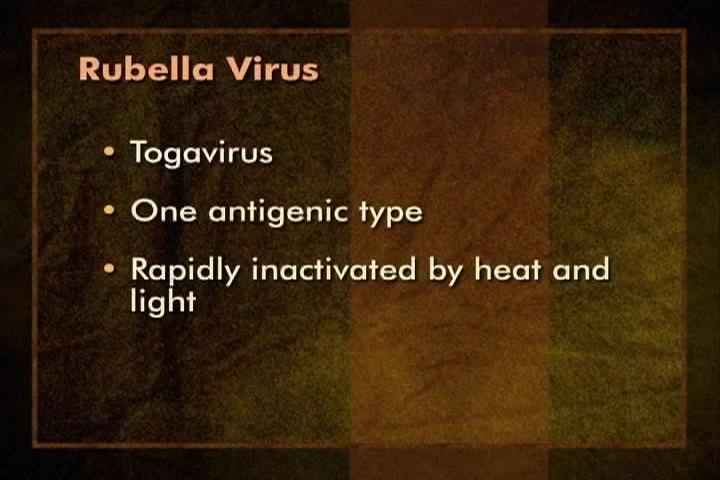 Rubella Virus
• Togavirus
• One antigenic type
• Rapidly inactivated by heat and
light